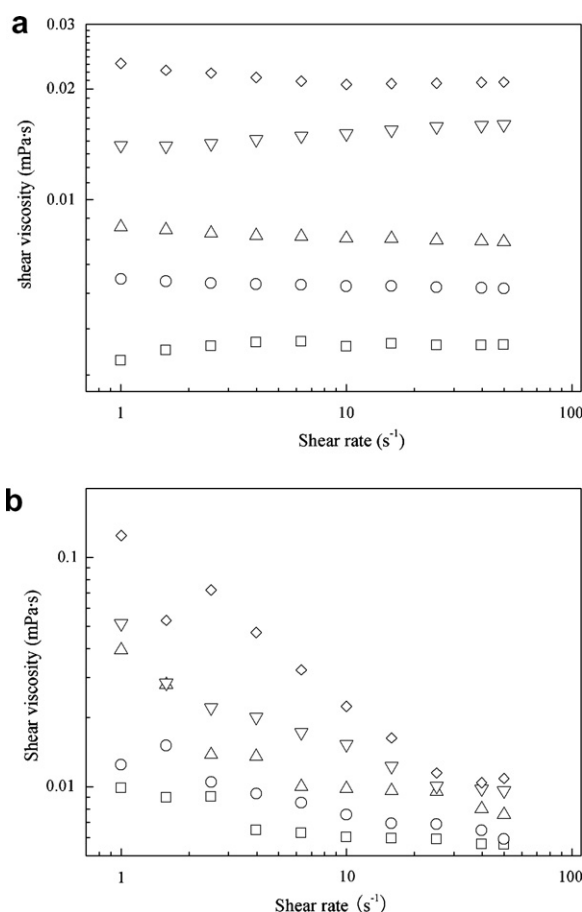 a
0.03
0.02
0.01
shear viscosity (mPa·s)
1
10
100
Shear rate (s⁻¹)
b
0.1
0.01
Shear viscosity (mPa·s)
1
10
100
Shear rate (s⁻¹)